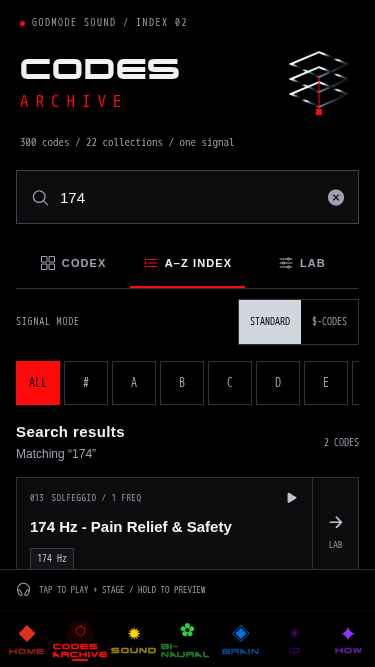 GODMODE SOUND / INDEX 02
CODES
ARCHIVE
300 codes / 22 collections / one signal
174
CODEX
A–Z INDEX
LAB
SIGNAL MODE
STANDARD
$-CODES
ALL
#
A
B
C
D
E
Search results
Matching “174”
2 CODES
013 SOLFEGGIO / 1 FREQ
174 Hz - Pain Relief & Safety
174 Hz
LAB
TAP TO PLAY + STAGE / HOLD TO PREVIEW
HOME
CODES
ARCHIVE
SOUND
BI-
NAURAL
BRAIN
IO
HOW